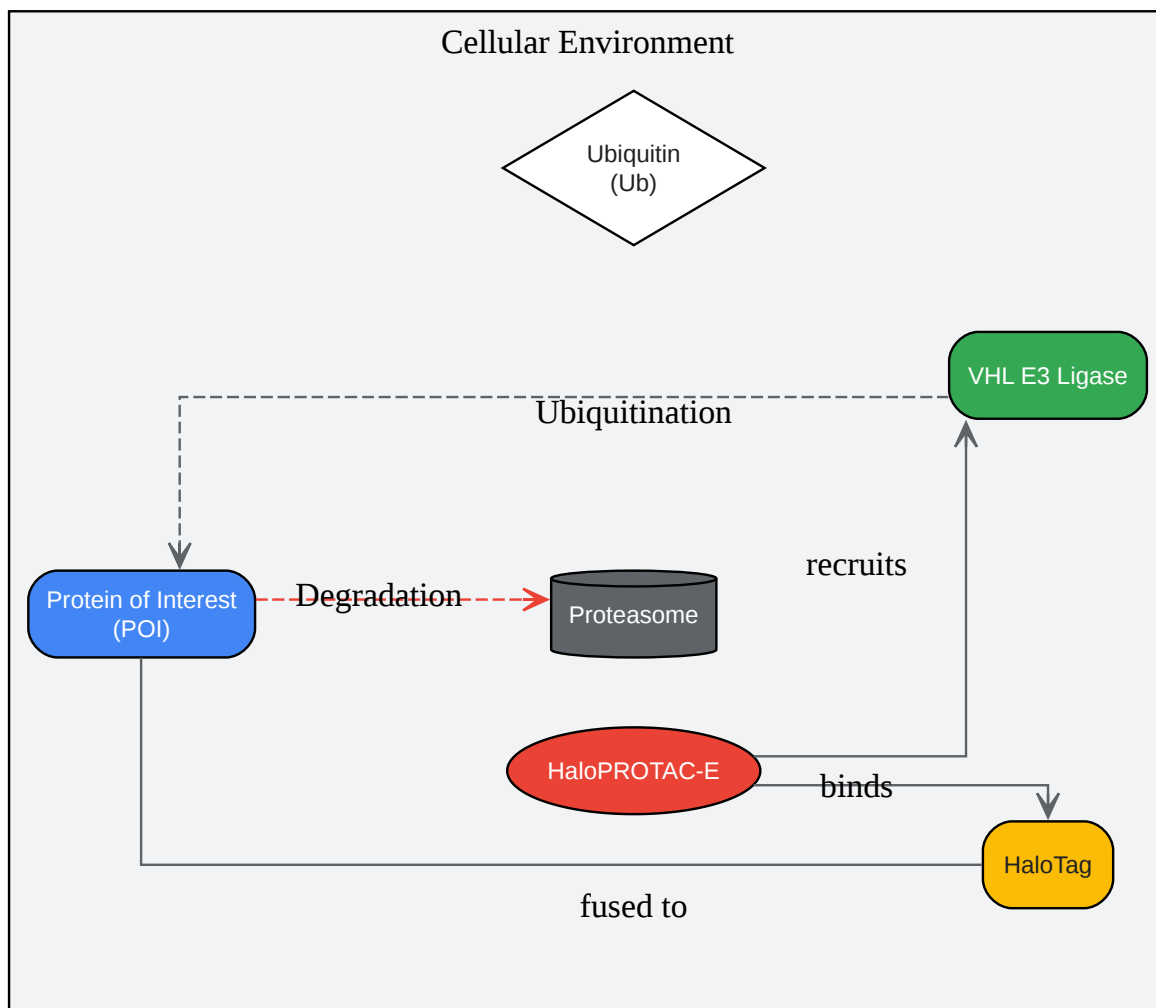 Cellular Environment
Ubiquitin
(Ub)
VHL E3 Ligase
Ubiquitination
recruits
Protein of Interest
(POI)
Degradation
Proteasome
HaloPROTAC-E
binds
HaloTag
fused to